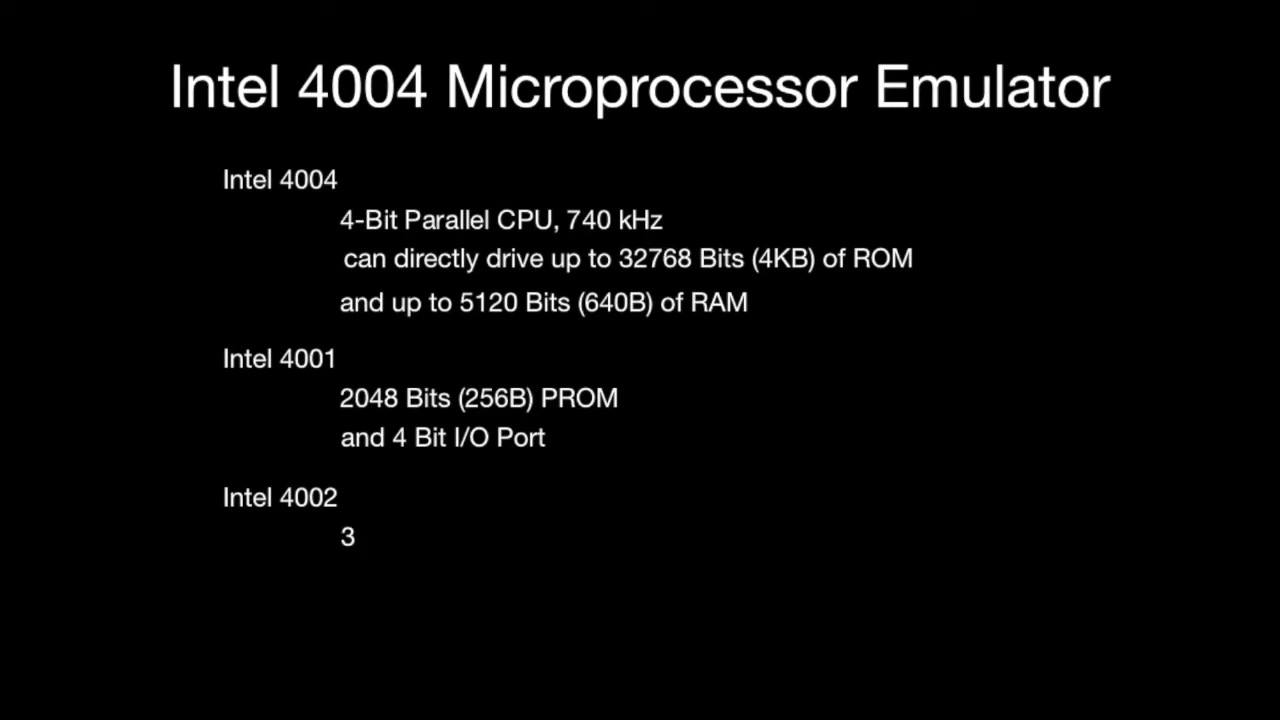 Intel 4004 Microprocessor Emulator
Intel 4004
4-Bit Parallel CPU, 740 kHz
can directly drive up to 32768 Bits (4KB) of ROM
and up to 5120 Bits (640B) of RAM
Intel 4001
2048 Bits (256B) PROM
and 4 Bit I/O Port
Intel 4002
3